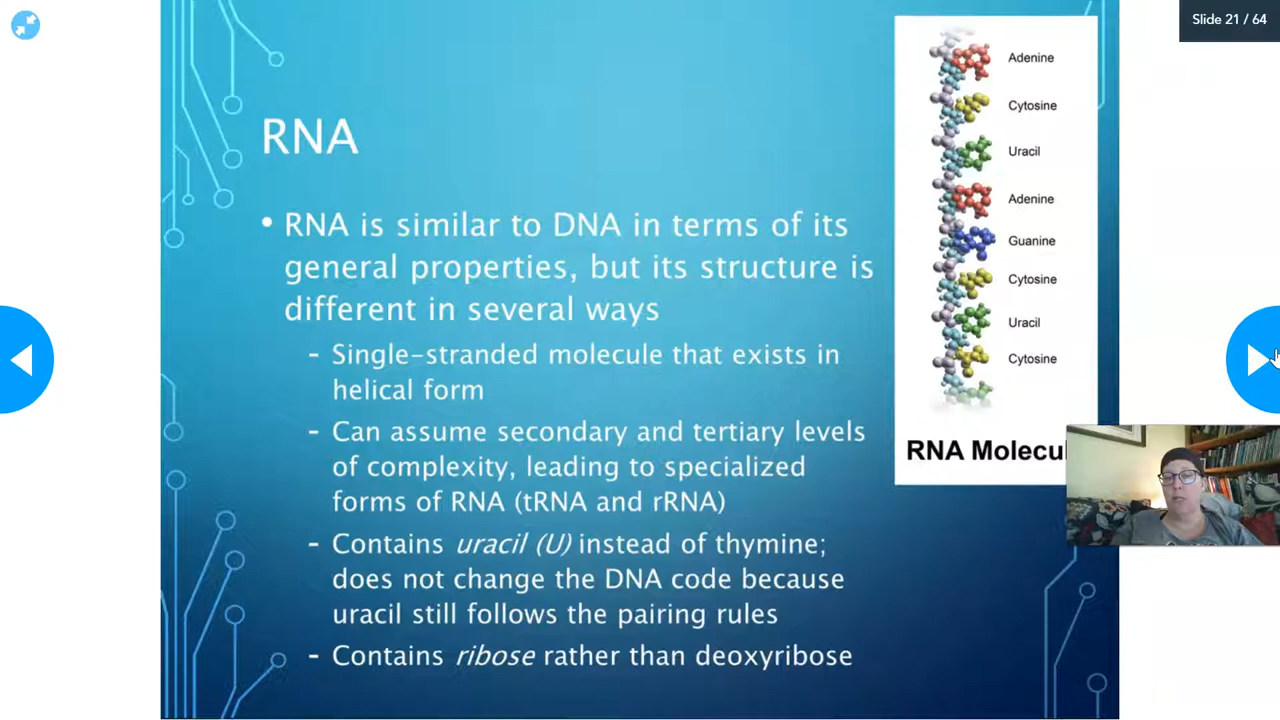 Slide 21 / 64
RNA
• RNA is similar to DNA in terms of its
general properties, but its structure is
different in several ways
- Single-stranded molecule that exists in
helical form
- Can assume secondary and tertiary levels
of complexity, leading to specialized
forms of RNA (tRNA and rRNA)
- Contains uracil (U) instead of thymine;
does not change the DNA code because
uracil still follows the pairing rules
- Contains ribose rather than deoxyribose
Adenine
Cytosine
Uracil
Adenine
Guanine
Cytosine
Uracil
Cytosine
RNA Molecu